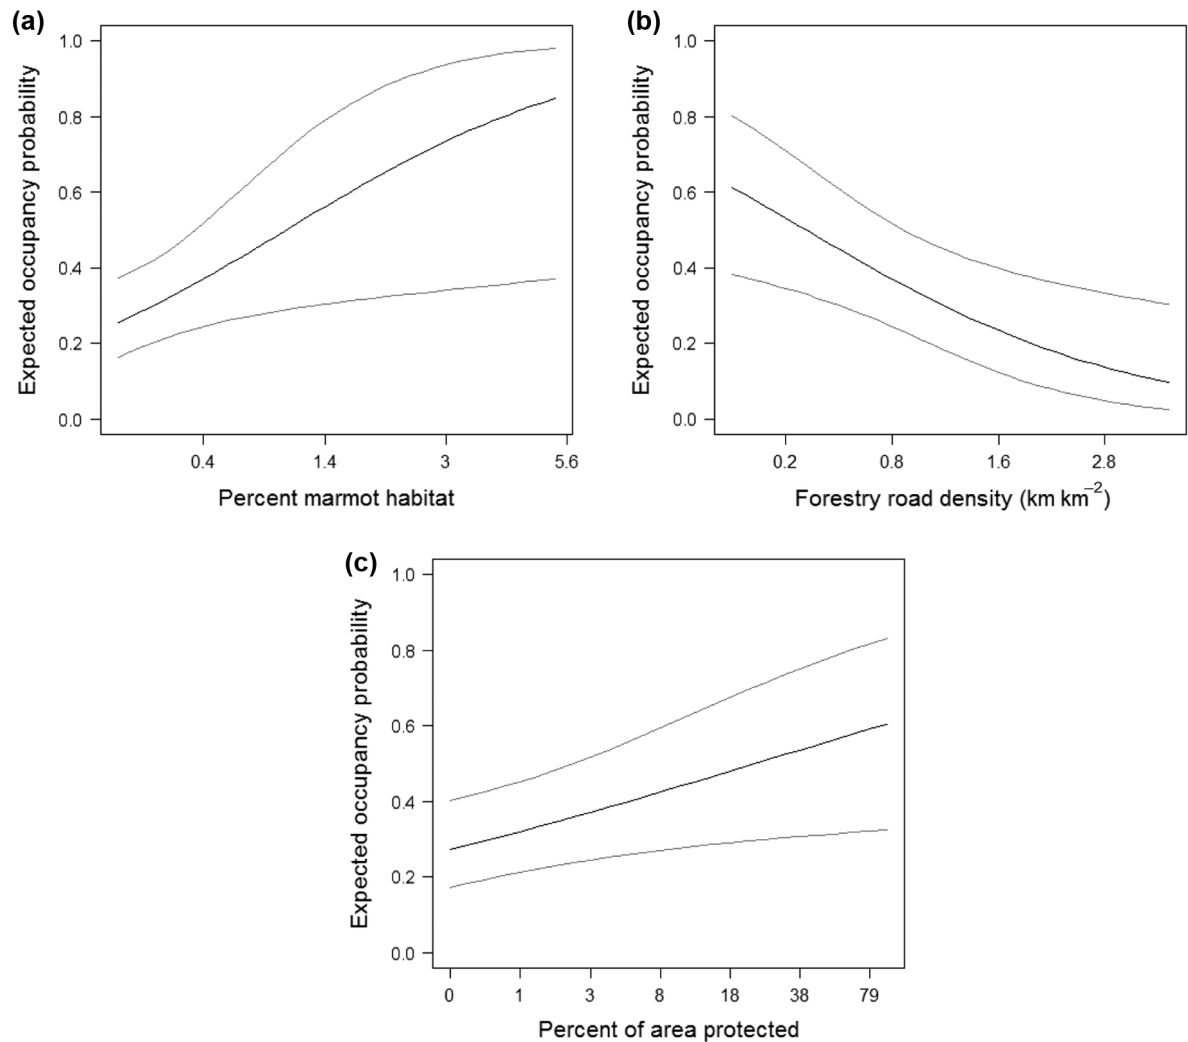 (a)
Expected occupancy probability
1.0
0.8
0.6
0.4
0.2
0.0
0.4 1.4 3 5.6
Percent marmot habitat
(b)
Expected occupancy probability
1.0
0.8
0.6
0.4
0.2
0.0
0.2 0.8 1.6 2.8
Forestry road density (km km⁻²)
(c)
Expected occupancy probability
1.0
0.8
0.6
0.4
0.2
0.0
0 1 3 8 18 38 79
Percent of area protected